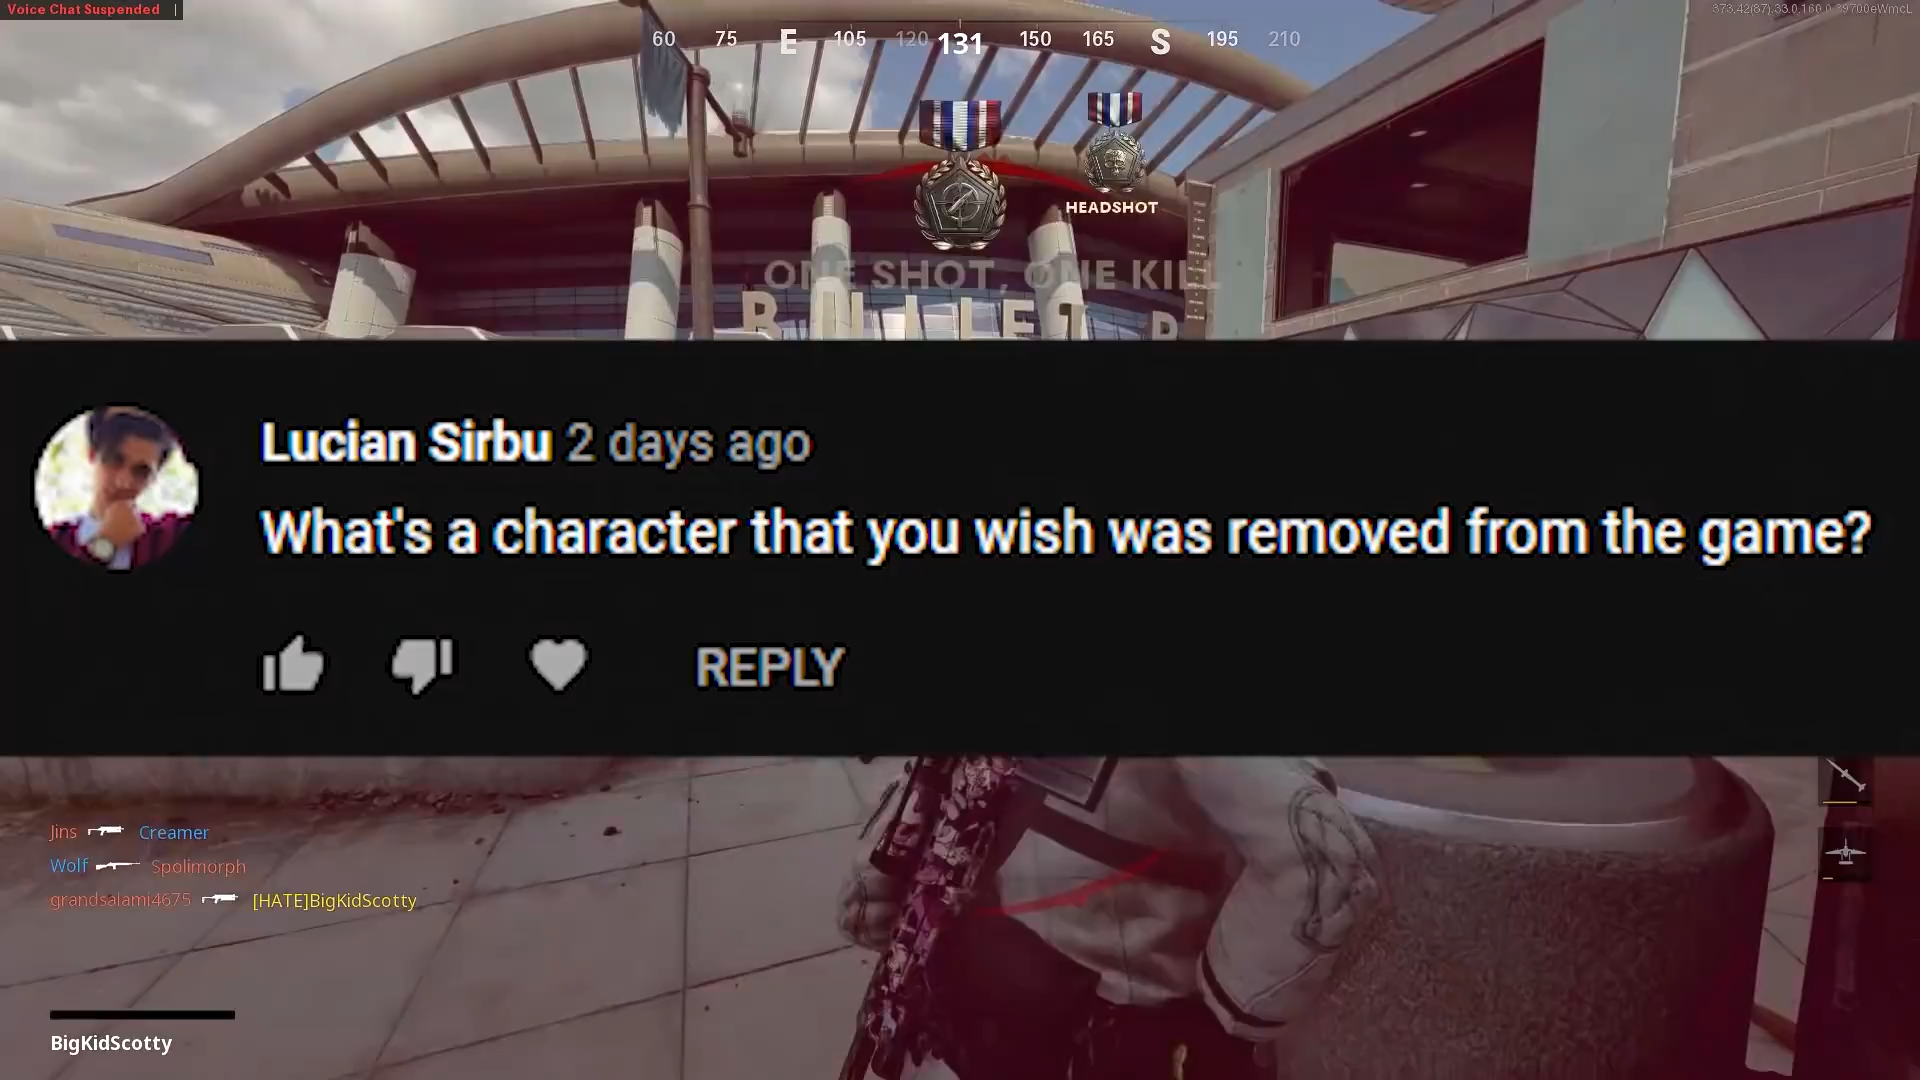 Voice Chat Suspended
60 75 E 105 120 131 150 165 S 195 210
HEADSHOT
ONE SHOT, ONE KILL
BULLET
Lucian Sirbu 2 days ago
What's a character that you wish was removed from the game?
REPLY
Jins Creamer
Wolf Spolimorph
grandsalami4675 [HATE]BigKidScotty
BigKidScotty